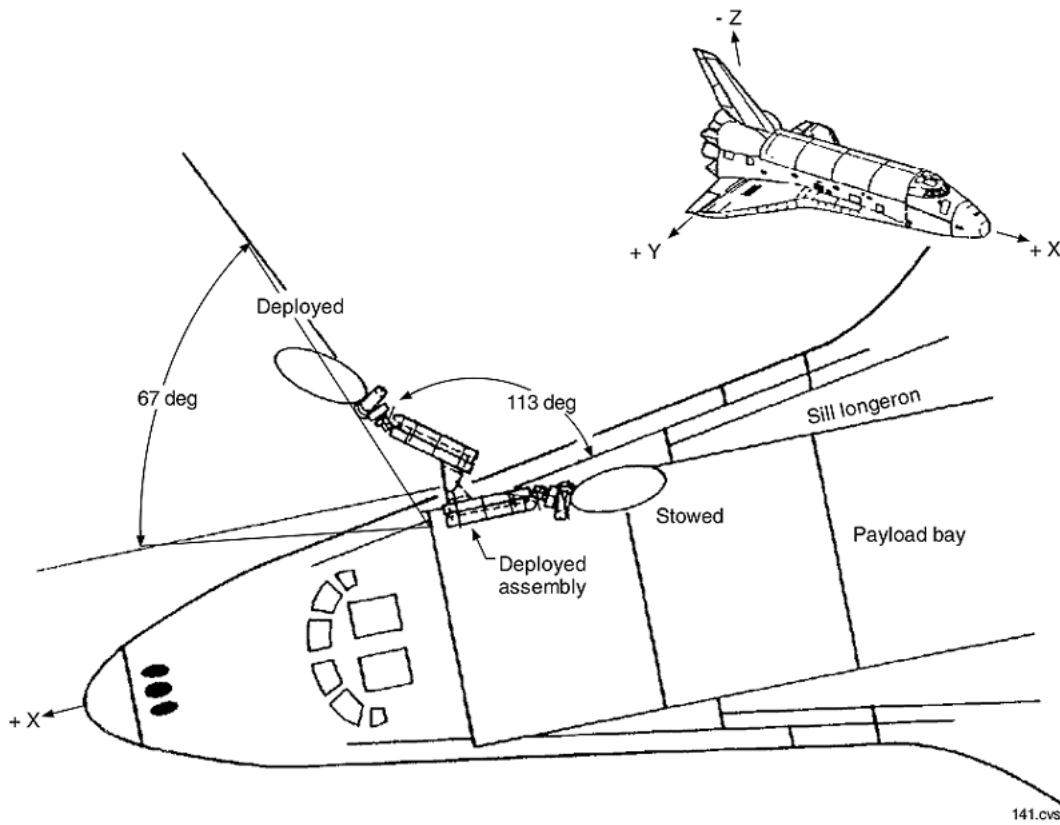 - Z
+ Y
+ X
Deployed
67 deg
113 deg
Sill longeron
Stowed
Payload bay
Deployed
assembly
+ X
141.cvs